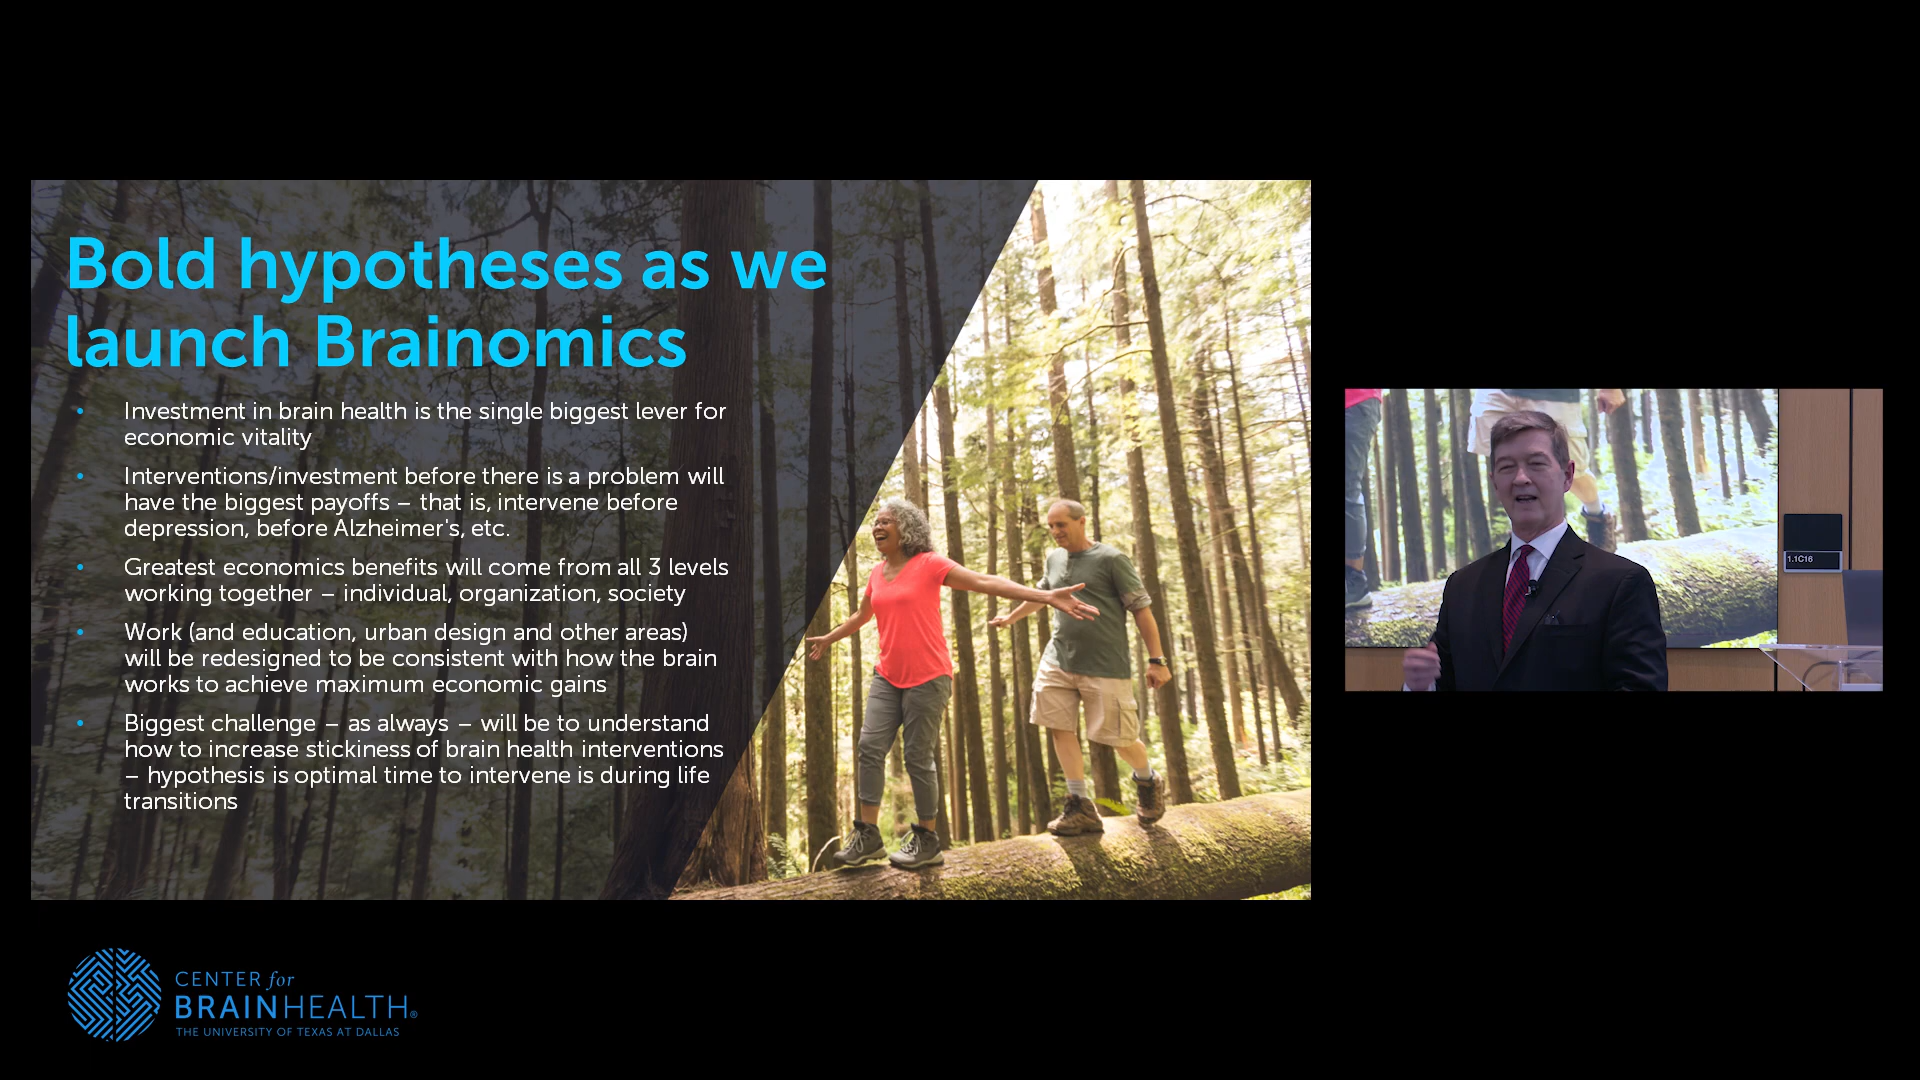 Bold hypotheses as we
launch Brainomics
• Investment in brain health is the single biggest lever for
economic vitality
• Interventions/investment before there is a problem will
have the biggest payoffs – that is, intervene before
depression, before Alzheimer's, etc.
• Greatest economics benefits will come from all 3 levels
working together – individual, organization, society
• Work (and education, urban design and other areas)
will be redesigned to be consistent with how the brain
works to achieve maximum economic gains
• Biggest challenge – as always – will be to understand
how to increase stickiness of brain health interventions
– hypothesis is optimal time to intervene is during life
transitions
1.1C16
CENTER for
BRAINHEALTH®
THE UNIVERSITY OF TEXAS AT DALLAS